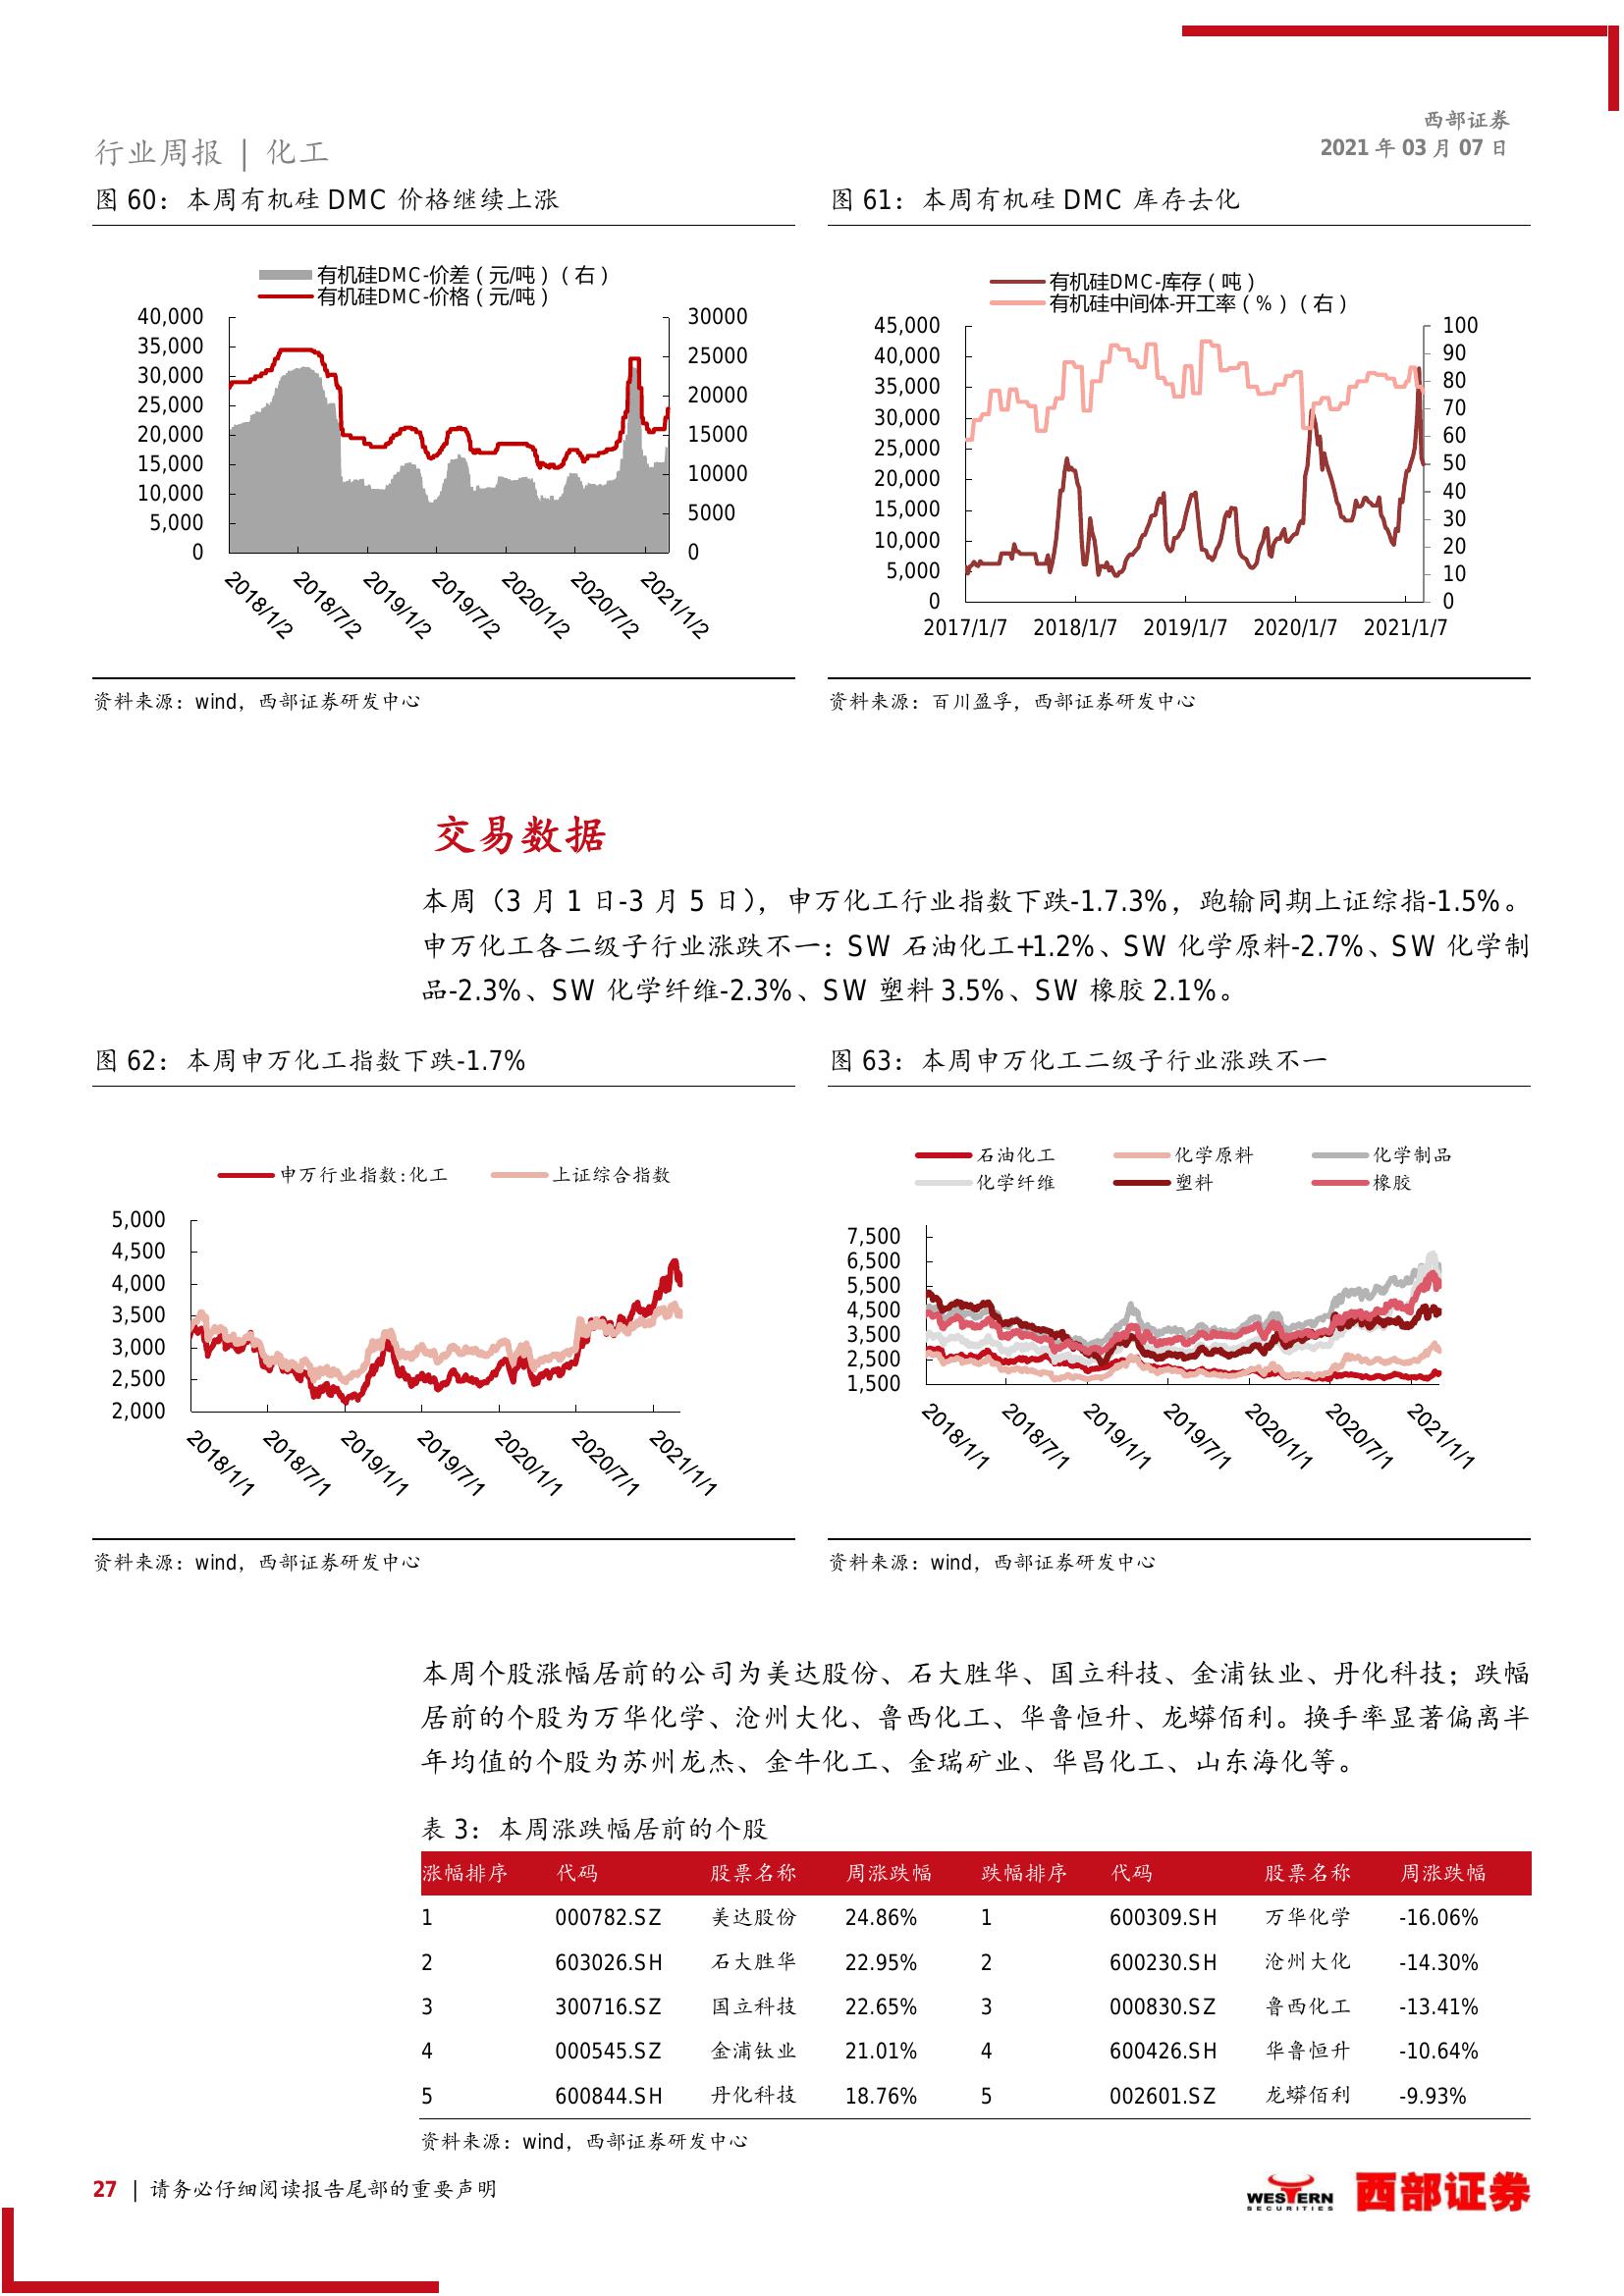 西部证券
2021 年 03 月 07 日
行业周报 | 化工
图 60：本周有机硅 DMC 价格继续上涨
有机硅DMC-价差（元/吨）（右）
有机硅DMC-价格（元/吨）
40,000
35,000
30,000
25,000
20,000
15,000
10,000
5,000
0
30000
25000
20000
15000
10000
5000
0
2018/1/2 2018/7/2 2019/1/2 2019/7/2 2020/1/2 2020/7/2 2021/1/2
资料来源：wind，西部证券研发中心
图 61：本周有机硅 DMC 库存去化
有机硅DMC-库存（吨）
有机硅中间体-开工率（%）（右）
45,000
40,000
35,000
30,000
25,000
20,000
15,000
10,000
5,000
0
100
90
80
70
60
50
40
30
20
10
0
2017/1/7 2018/1/7 2019/1/7 2020/1/7 2021/1/7
资料来源：百川盈孚，西部证券研发中心
交易数据
本周（3 月 1 日-3 月 5 日），申万化工行业指数下跌-1.7.3%，跑输同期上证综指-1.5%。
申万化工各二级子行业涨跌不一：SW 石油化工+1.2%、SW 化学原料-2.7%、SW 化学制
品-2.3%、SW 化学纤维-2.3%、SW 塑料 3.5%、SW 橡胶 2.1%。
图 62：本周申万化工指数下跌-1.7%
申万行业指数:化工 上证综合指数
5,000
4,500
4,000
3,500
3,000
2,500
2,000
2018/1/1 2018/7/1 2019/1/1 2019/7/1 2020/1/1 2020/7/1 2021/1/1
资料来源：wind，西部证券研发中心
图 63：本周申万化工二级子行业涨跌不一
石油化工 化学原料 化学制品
化学纤维 塑料 橡胶
7,500
6,500
5,500
4,500
3,500
2,500
1,500
2018/1/1 2018/7/1 2019/1/1 2019/7/1 2020/1/1 2020/7/1 2021/1/1
资料来源：wind，西部证券研发中心
本周个股涨幅居前的公司为美达股份、石大胜华、国立科技、金浦钛业、丹化科技；跌幅
居前的个股为万华化学、沧州大化、鲁西化工、华鲁恒升、龙蟒佰利。换手率显著偏离半
年均值的个股为苏州龙杰、金牛化工、金瑞矿业、华昌化工、山东海化等。
表 3：本周涨跌幅居前的个股
涨幅排序 代码 股票名称 周涨跌幅 跌幅排序 代码 股票名称 周涨跌幅
1 000782.SZ 美达股份 24.86% 1 600309.SH 万华化学 -16.06%
2 603026.SH 石大胜华 22.95% 2 600230.SH 沧州大化 -14.30%
3 300716.SZ 国立科技 22.65% 3 000830.SZ 鲁西化工 -13.41%
4 000545.SZ 金浦钛业 21.01% 4 600426.SH 华鲁恒升 -10.64%
5 600844.SH 丹化科技 18.76% 5 002601.SZ 龙蟒佰利 -9.93%
资料来源：wind，西部证券研发中心
27 | 请务必仔细阅读报告尾部的重要声明
WESTERN
SECURITIES
西部证券